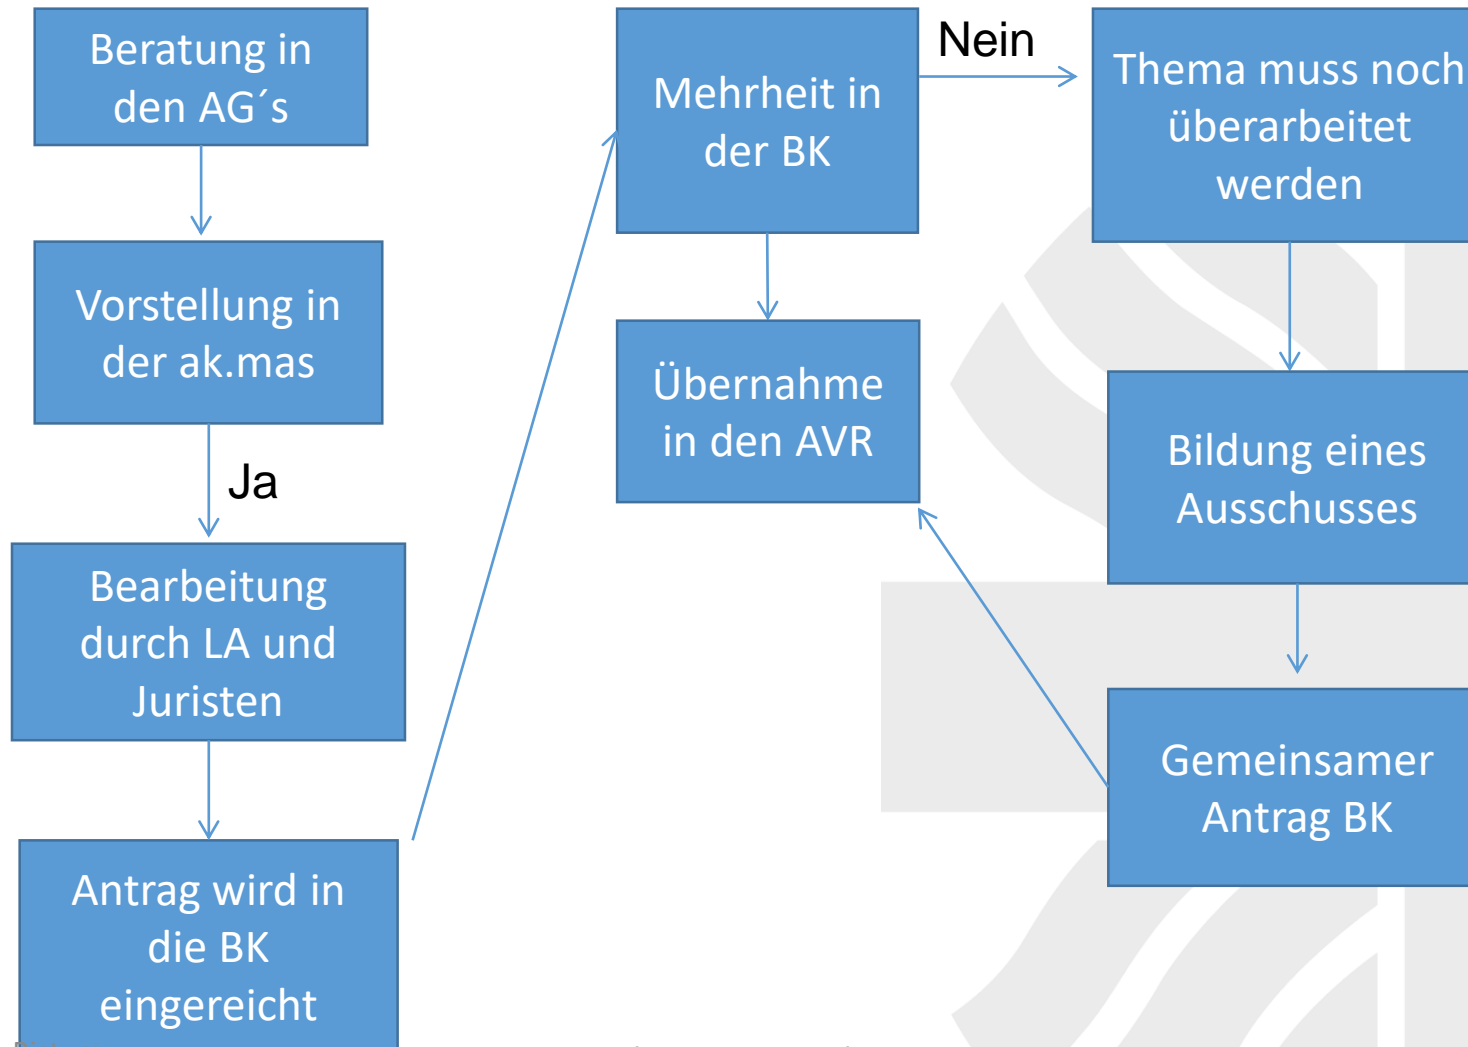 Beratung in
den AG´s
Vorstellung in
der ak.mas
Ja
Bearbeitung
durch LA und
Juristen
Antrag wird in
die BK
eingereicht
Mehrheit in
der BK
Nein
Übernahme
in den AVR
Thema muss noch
überarbeitet
werden
Bildung eines
Ausschusses
Gemeinsamer
Antrag BK